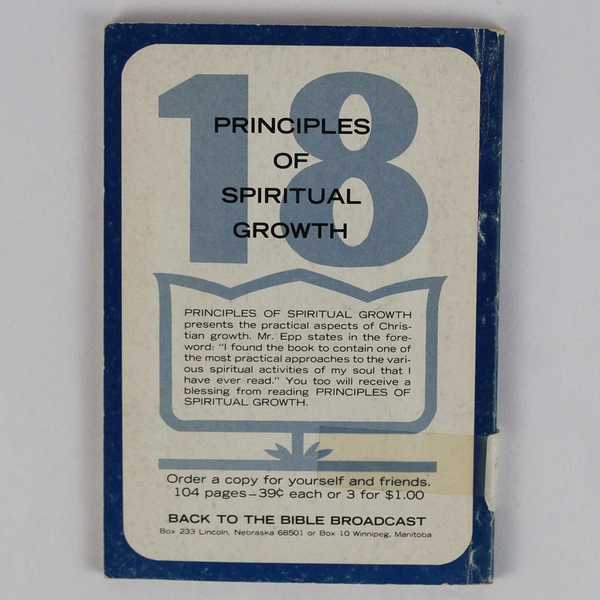 18
PRINCIPLES
OF
SPIRITUAL
GROWTH
PRINCIPLES OF SPIRITUAL GROWTH
presents the practical aspects of Chris-
tian growth. Mr. Epp states in the fore-
word: "I found the book to contain one of
the most practical approaches to the vari-
ous spiritual activities of my soul that I
have ever read." You too will receive a
blessing from reading PRINCIPLES OF
SPIRITUAL GROWTH.
Order a copy for yourself and friends.
104 pages–39¢ each or 3 for $1.00
BACK TO THE BIBLE BROADCAST
Box 233 Lincoln, Nebraska 68501 or Box 10 Winnipeg, Manitoba